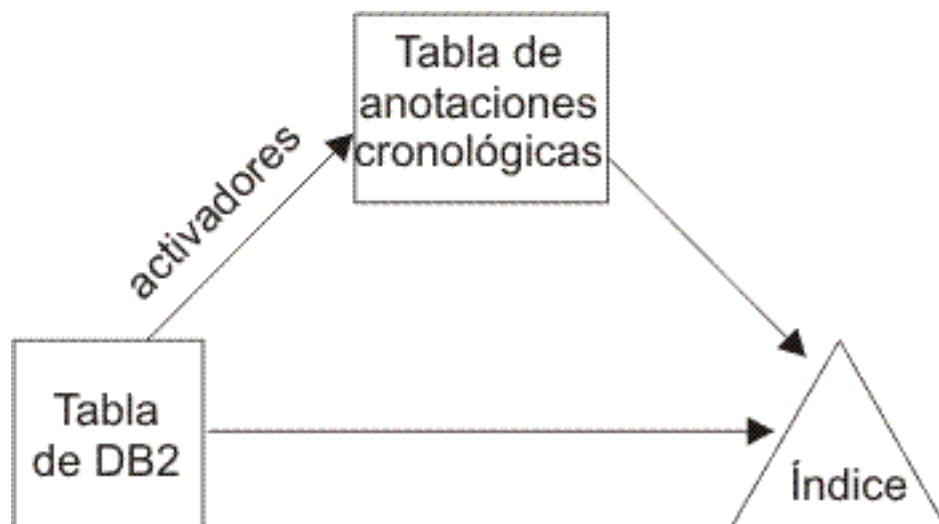 Tabla de
anotaciones
cronológicas
activadores
Tabla
de DB2
Índice